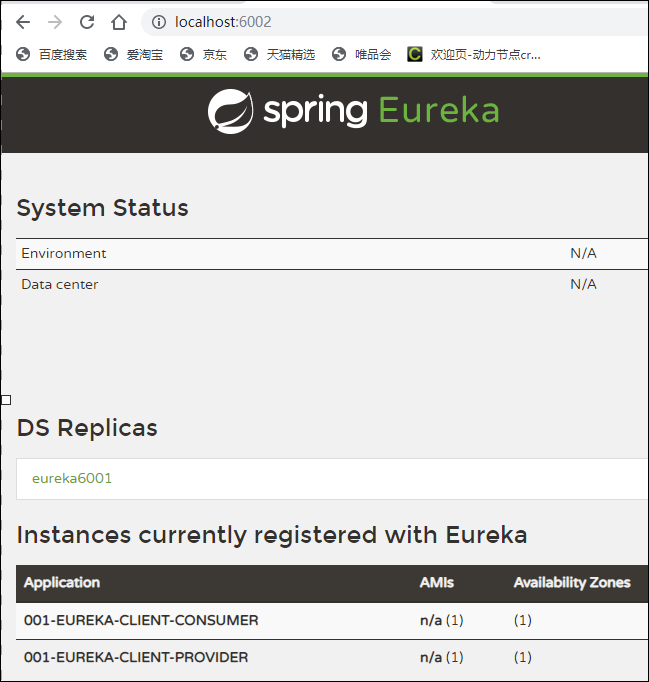 localhost:6002
百度搜索 爱淘宝 京东 天猫精选 唯品会 欢迎页-动力节点cr...
spring Eureka
System Status
Environment N/A
Data center N/A
DS Replicas
eureka6001
Instances currently registered with Eureka
Application AMIs Availability Zones
001-EUREKA-CLIENT-CONSUMER n/a (1) (1)
001-EUREKA-CLIENT-PROVIDER n/a (1) (1)